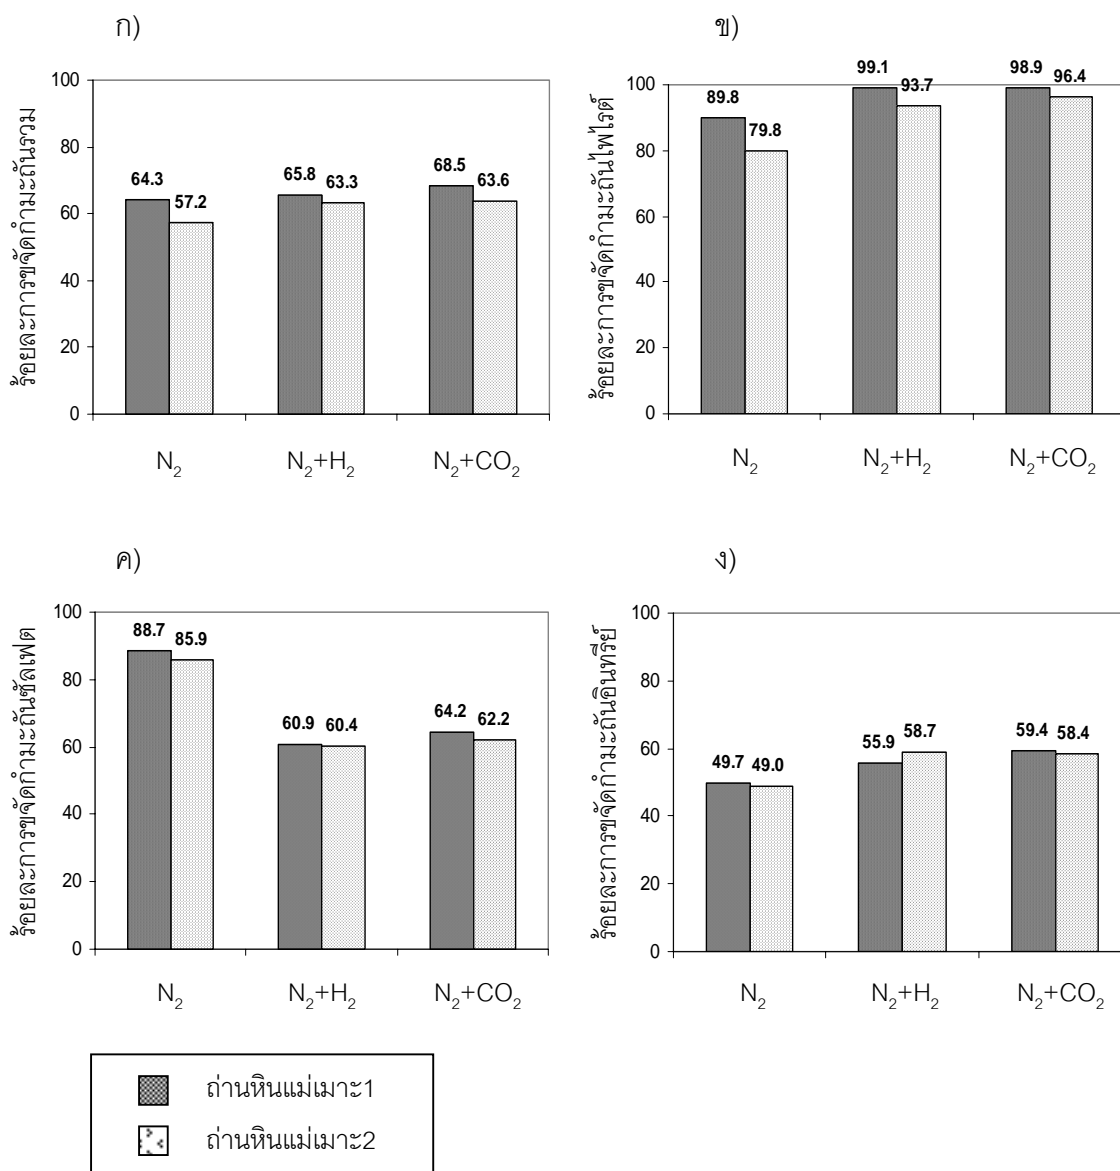 ก)
ร้อยละการขจัดกำมะถันรวม
100
80
60
40
20
0
64.3
57.2
65.8
63.3
68.5
63.6
N2
N2+H2
N2+CO2
ข)
ร้อยละการขจัดกำมะถันไพไรต์
100
80
60
40
20
0
89.8
79.8
99.1
93.7
98.9
96.4
N2
N2+H2
N2+CO2
ค)
ร้อยละการขจัดกำมะถันซัลเฟต
100
80
60
40
20
0
88.7
85.9
60.9
60.4
64.2
62.2
N2
N2+H2
N2+CO2
ง)
ร้อยละการขจัดกำมะถันอินทรีย์
100
80
60
40
20
0
49.7
49.0
55.9
58.7
59.4
58.4
N2
N2+H2
N2+CO2
ถ่านหินแม่เมาะ1
ถ่านหินแม่เมาะ2